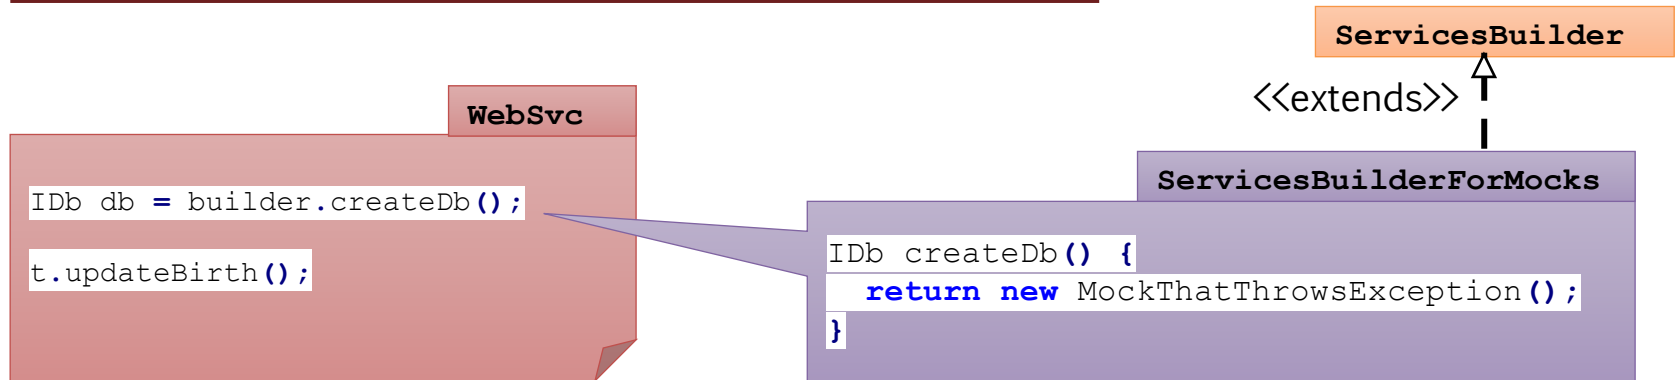 ServicesBuilder
<<extends>>
WebSvc
IDb db = builder.createDb();
t.updateBirth();
ServicesBuilderForMocks
IDb createDb() {
return new MockThatThrowsException();
}